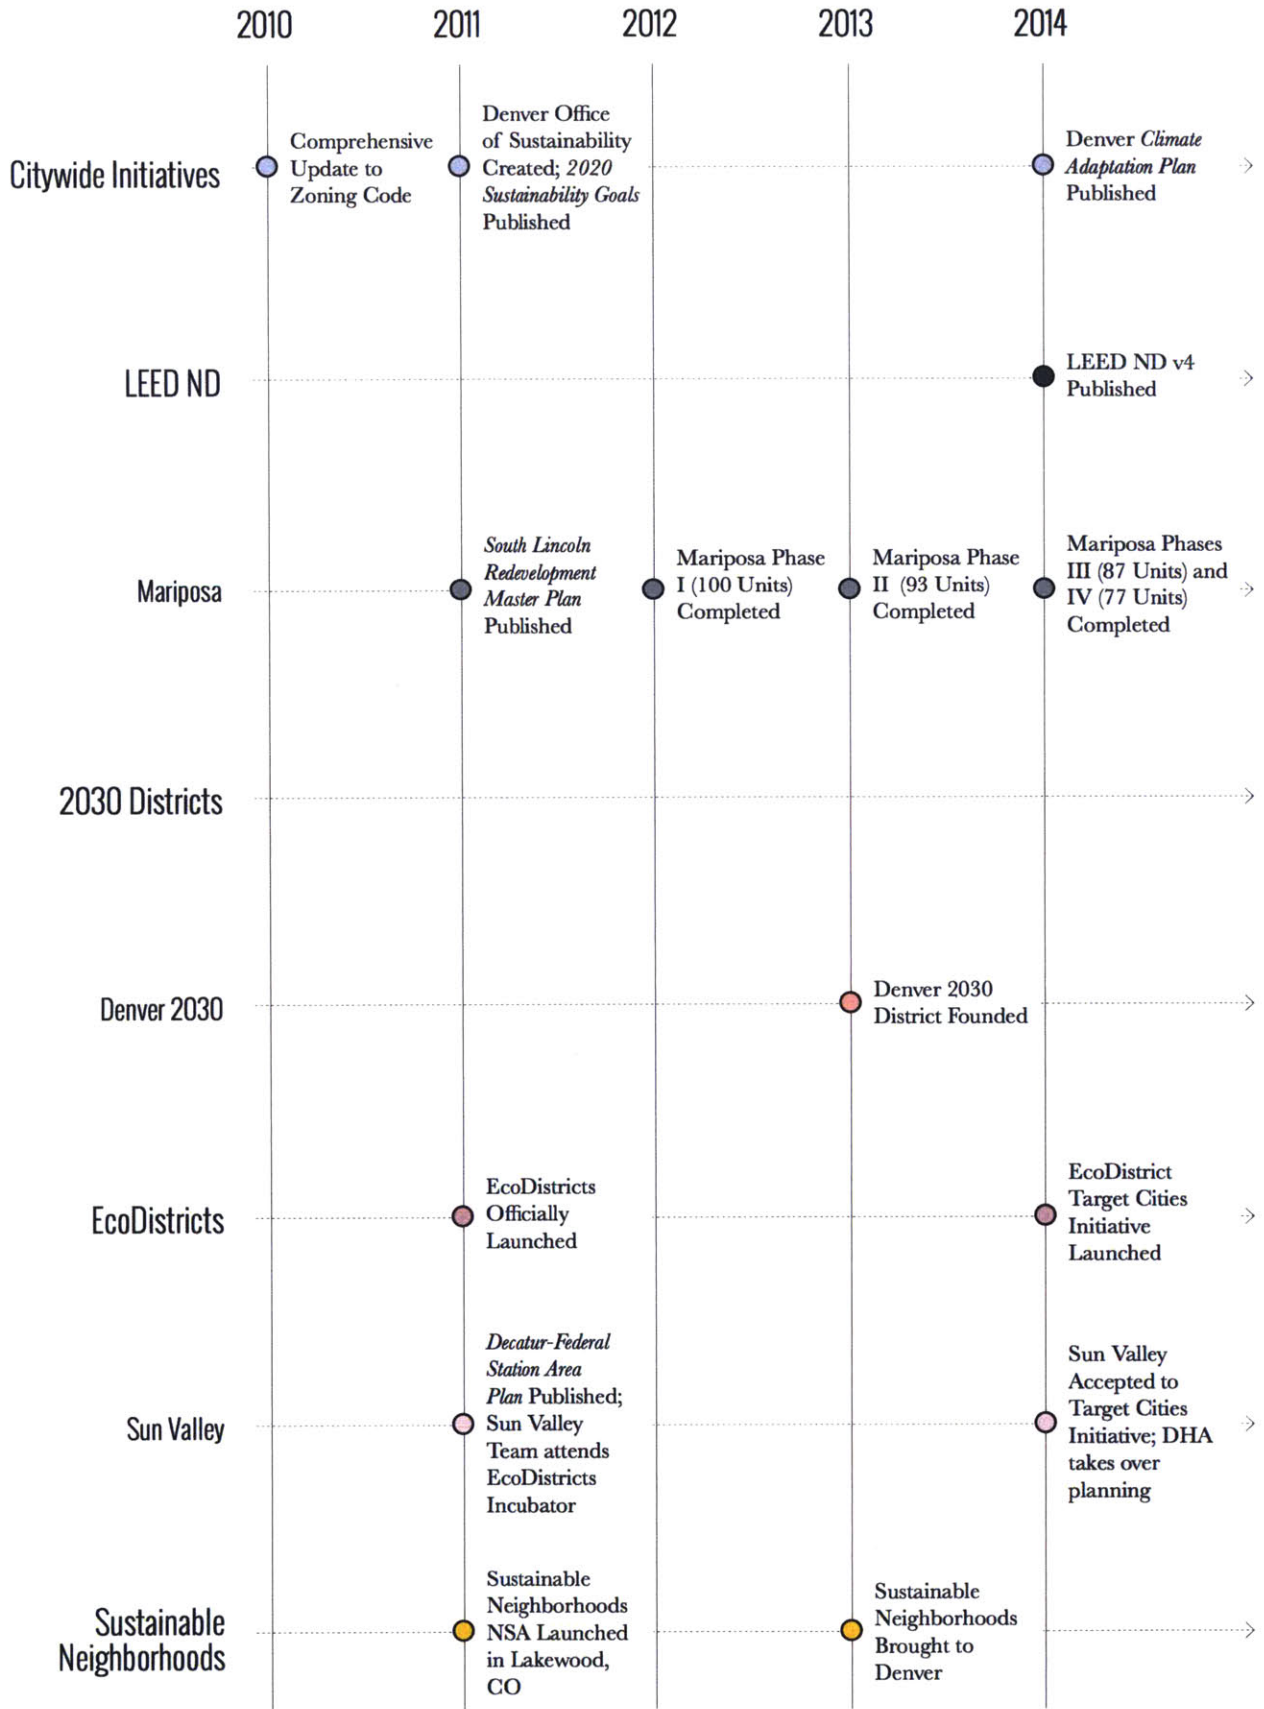 2010 2011 2012 2013 2014
Citywide Initiatives
Comprehensive
Update to
Zoning Code
Denver Office
of Sustainability
Created; 2020
Sustainability Goals
Published
Denver Climate
Adaptation Plan
Published
LEED ND
LEED ND v4
Published
Mariposa
South Lincoln
Redevelopment
Master Plan
Published
Mariposa Phase
I (100 Units)
Completed
Mariposa Phase
II (93 Units)
Completed
Mariposa Phases
III (87 Units) and
IV (77 Units)
Completed
2030 Districts
Denver 2030
Denver 2030
District Founded
EcoDistricts
EcoDistricts
Officially
Launched
EcoDistrict
Target Cities
Initiative
Launched
Sun Valley
Decatur-Federal
Station Area
Plan Published;
Sun Valley
Team attends
EcoDistricts
Incubator
Sun Valley
Accepted to
Target Cities
Initiative; DHA
takes over
planning
Sustainable
Neighborhoods
Sustainable
Neighborhoods
NSA Launched
in Lakewood,
CO
Sustainable
Neighborhoods
Brought to
Denver